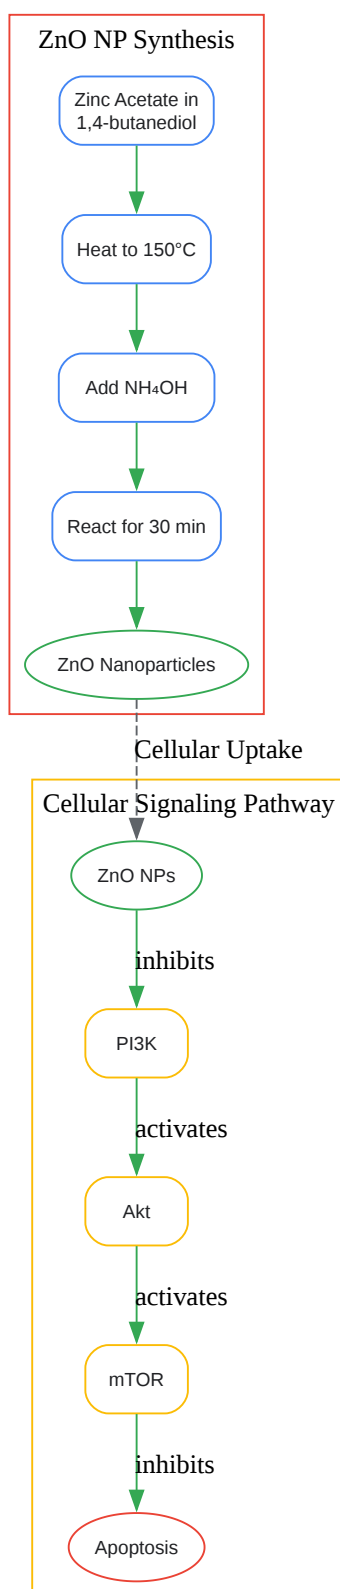 ZnO NP Synthesis
Zinc Acetate in
1,4-butanediol
Heat to 150°C
Add NH₄OH
React for 30 min
ZnO Nanoparticles
Cellular Uptake
Cellular Signaling Pathway
ZnO NPs
inhibits
PI3K
activates
Akt
activates
mTOR
inhibits
Apoptosis